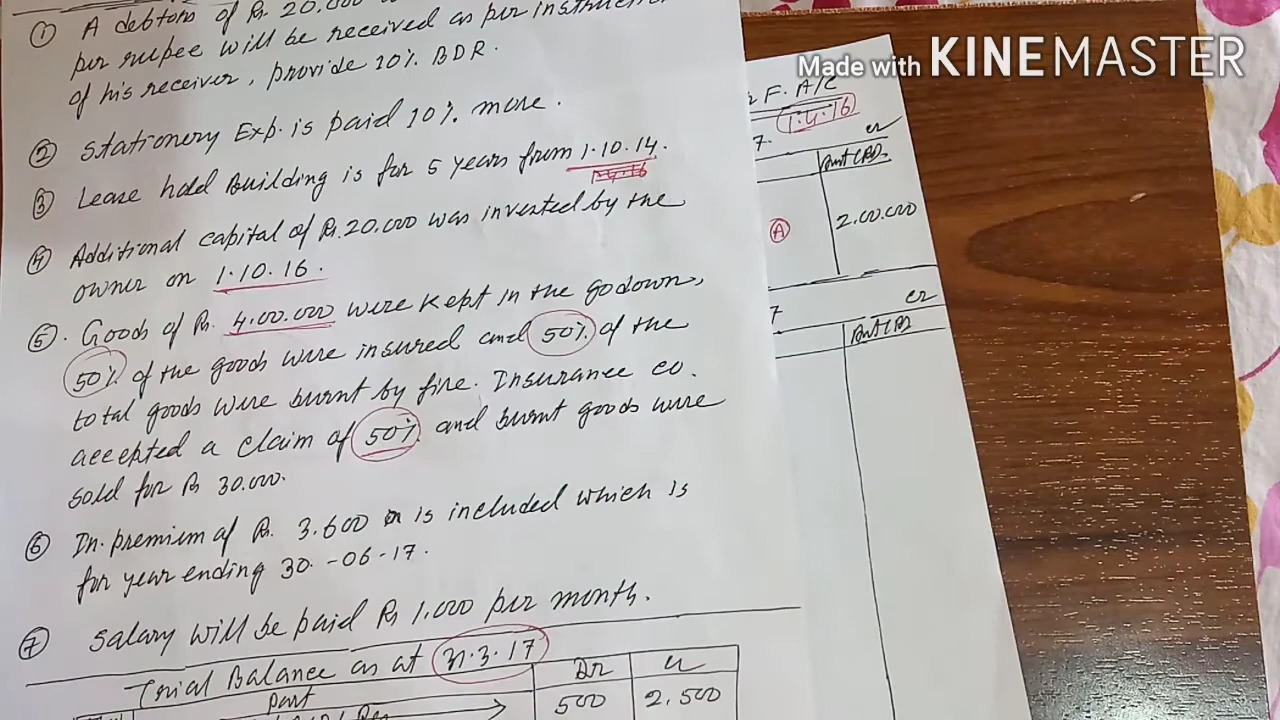 Made with KINEMASTER
① A debtors of Rs. 20,000
per rupee will be received as per instruction
of his receiver, provide 10% BDR.
② Stationery Exp. is paid 10% more.
③ Lease hold Building is for 5 years from 1.10.14.
④ Additional capital of Rs. 20,000 was invested by the
owner on 1.10.16.
⑤. Goods of Rs. 4.00.000 were kept in the godown,
50% of the goods were insured and 50% of the
total goods were burnt by fire. Insurance co.
accepted a claim of 50% and burnt goods were
sold for Rs 30.000.
⑥ In. premium of Rs. 3.600 is included which is
for year ending 30.-06-17.
⑦ Salary will be paid Rs 1.000 per month.
Trial Balance as at 31.3.17
Part Dr cr
500 2.500
F. A/C
1.4.16
7. cr
Amt (Rs).
Ⓐ 2.00.000
7 cr
Amt (Rs